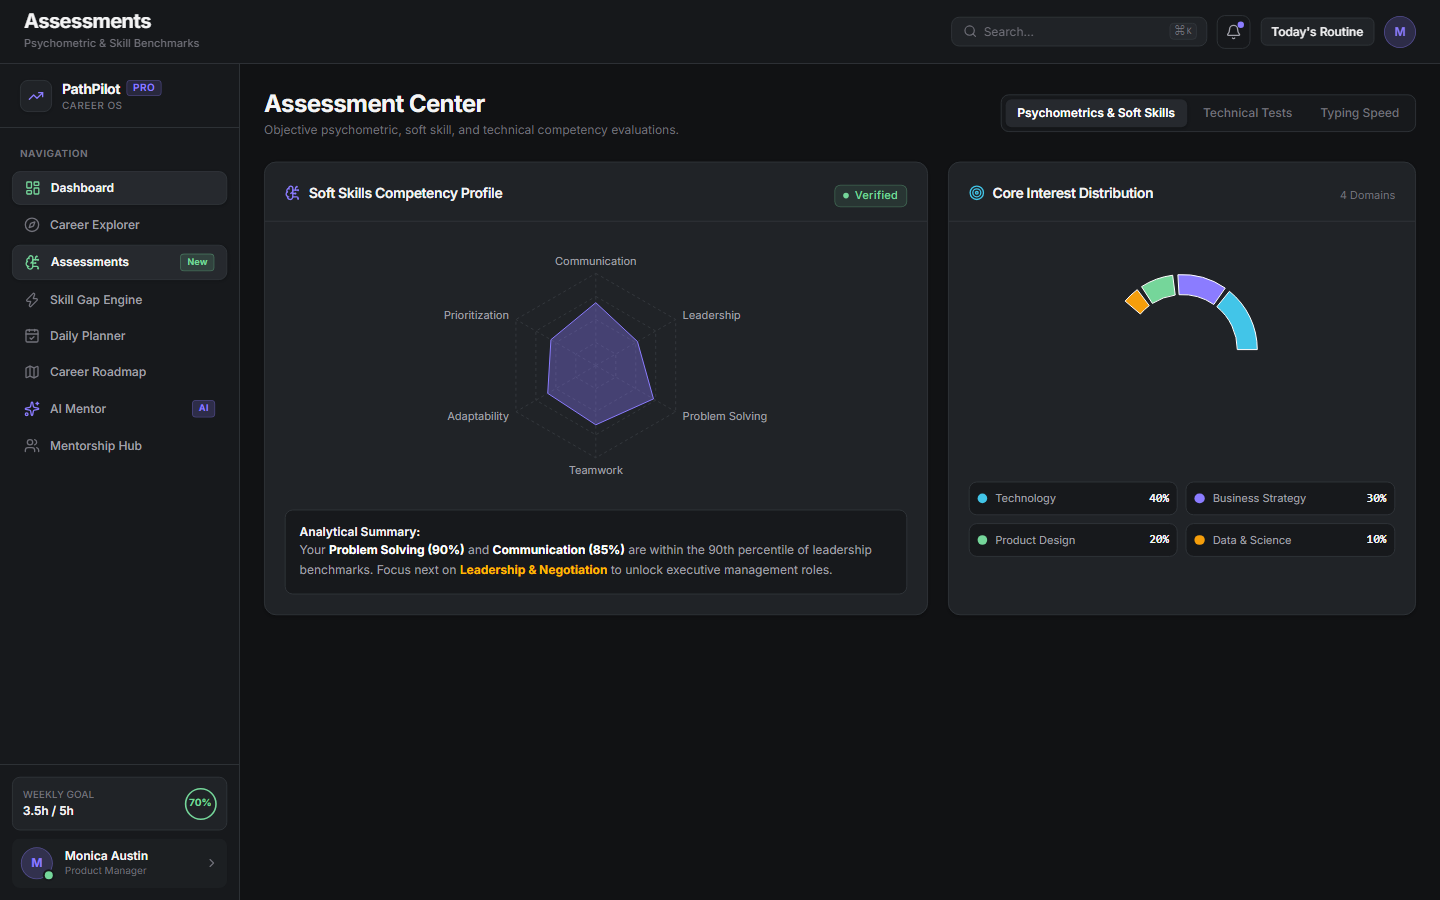 Assessments
Psychometric & Skill Benchmarks
Search...
⌘K
Today's Routine
M
PathPilot PRO
CAREER OS
NAVIGATION
Dashboard
Career Explorer
Assessments New
Skill Gap Engine
Daily Planner
Career Roadmap
AI Mentor AI
Mentorship Hub
WEEKLY GOAL
3.5h / 5h
70%
M
Monica Austin
Product Manager
Assessment Center
Objective psychometric, soft skill, and technical competency evaluations.
Psychometrics & Soft Skills Technical Tests Typing Speed
Soft Skills Competency Profile
Verified
Communication
Prioritization
Leadership
Adaptability
Problem Solving
Teamwork
Analytical Summary:
Your Problem Solving (90%) and Communication (85%) are within the 90th percentile of leadership
benchmarks. Focus next on Leadership & Negotiation to unlock executive management roles.
Core Interest Distribution
4 Domains
Technology 40%
Business Strategy 30%
Product Design 20%
Data & Science 10%